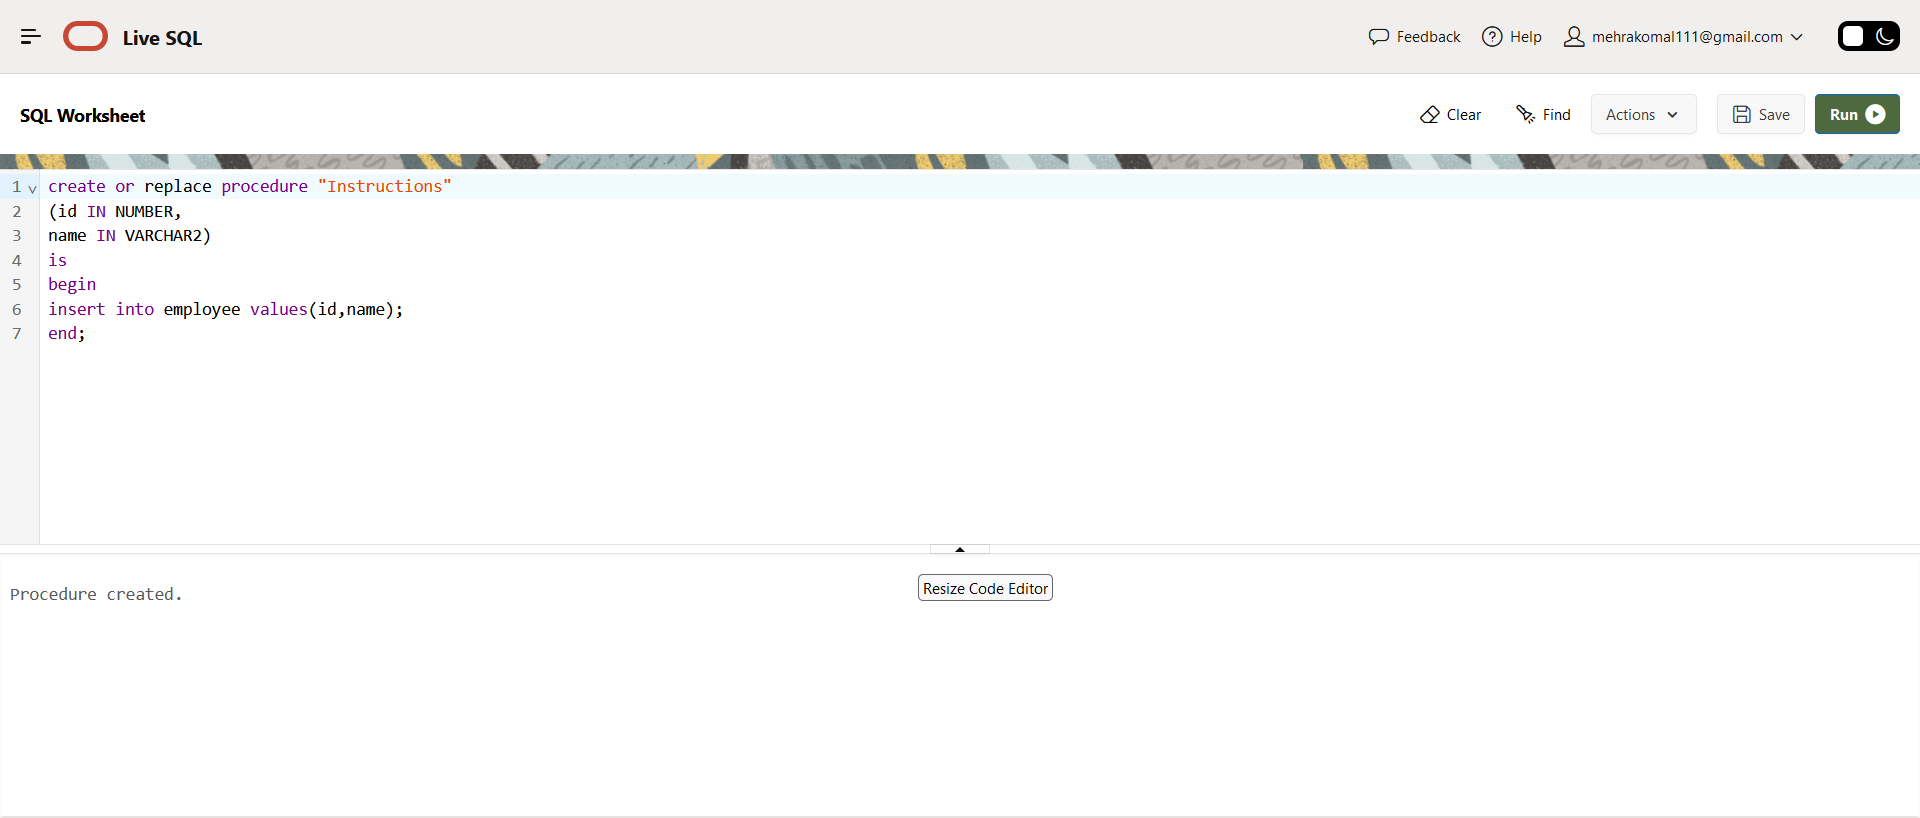 Live SQL
Feedback
Help
mehrakomal111@gmail.com
SQL Worksheet
Clear
Find
Actions
Save
Run
1 create or replace procedure "Instructions"
2 (id IN NUMBER,
3 name IN VARCHAR2)
4 is
5 begin
6 insert into employee values(id,name);
7 end;
Resize Code Editor
Procedure created.